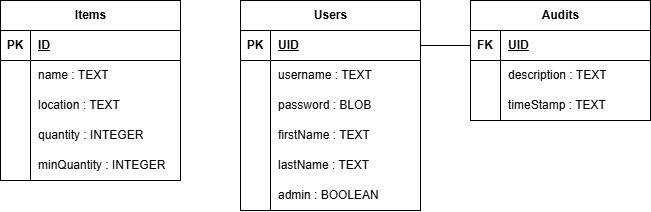 Items
PK ID
name : TEXT
location : TEXT
quantity : INTEGER
minQuantity : INTEGER
Users
PK UID
username : TEXT
password : BLOB
firstName : TEXT
lastName : TEXT
admin : BOOLEAN
Audits
FK UID
description : TEXT
timeStamp : TEXT